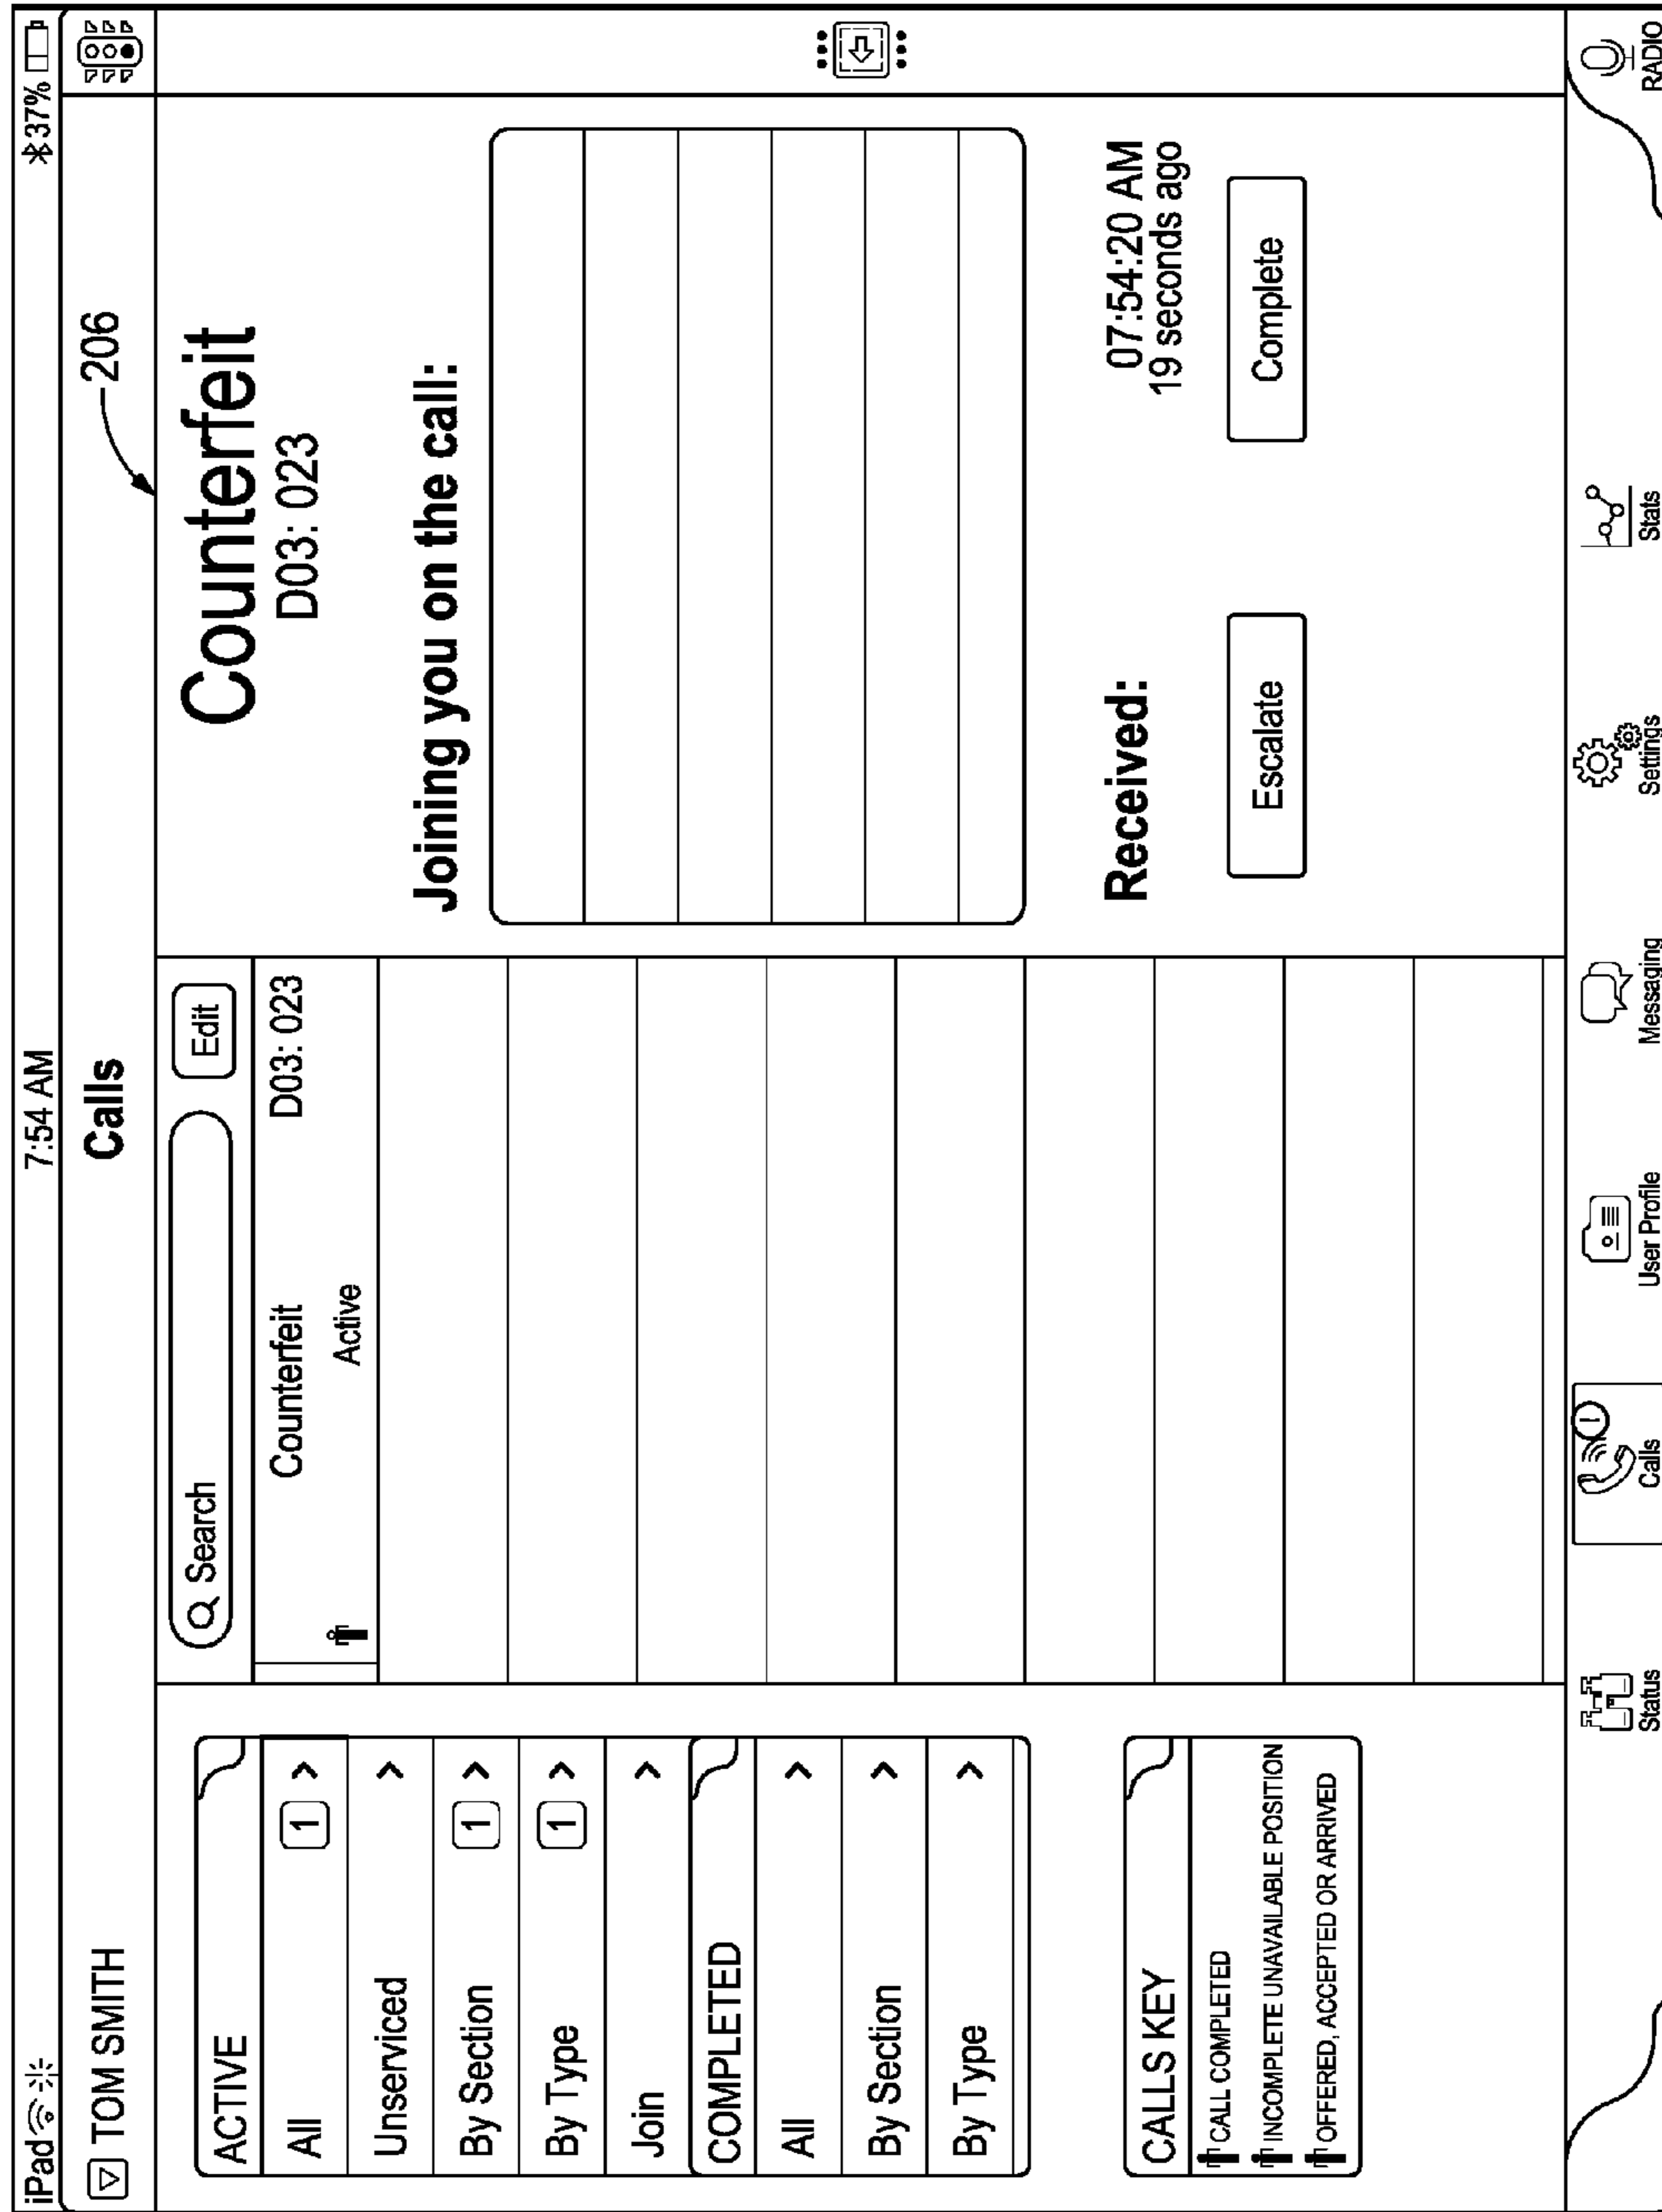 iPad 7:54 AM 37%
TOM SMITH Calls
206
ACTIVE
All 1 >
Unserviced >
By Section 1 >
By Type 1 >
Join >
COMPLETED
All >
By Section >
By Type >
CALLS KEY
CALL COMPLETED
INCOMPLETE UNAVAILABLE POSITION
OFFERED, ACCEPTED OR ARRIVED
Search Edit
Counterfeit D03: 023
Active
Counterfeit
D03: 023
Joining you on the call:
Received: 07:54:20 AM
19 seconds ago
Escalate Complete
Status Calls User Profile Messaging Settings Stats RADIO